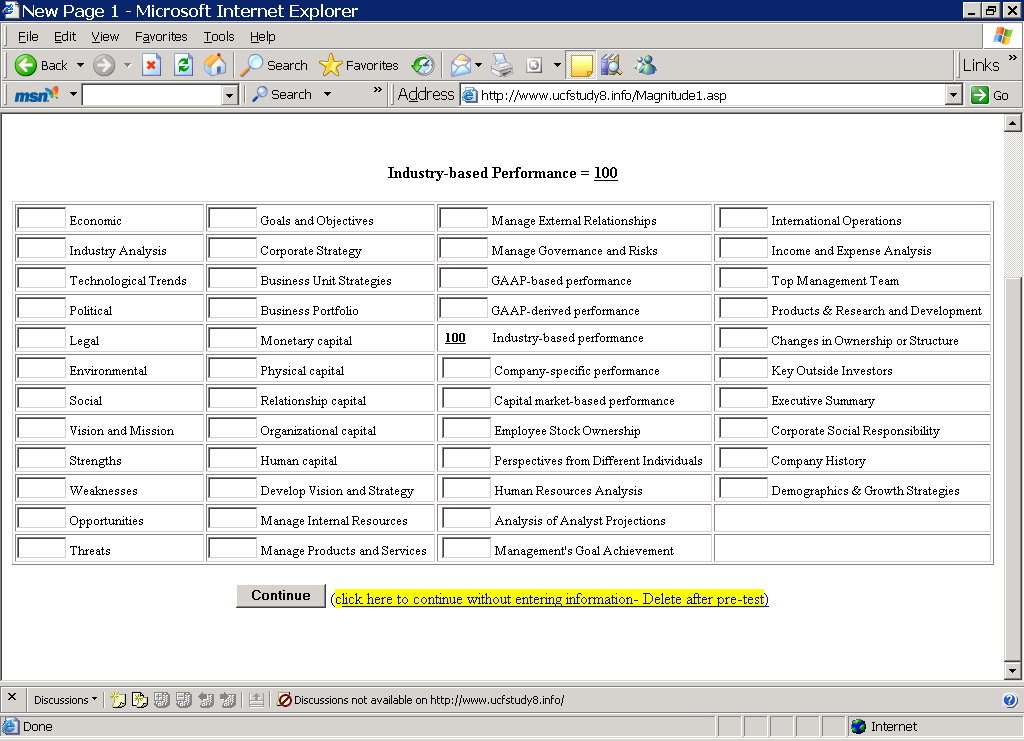 New Page 1 - Microsoft Internet Explorer
File Edit View Favorites Tools Help
Back Search Favorites Links »
msn Search » Address http://www.ucfstudy8.info/Magnitude1.asp Go
Industry-based Performance = 100
Economic Goals and Objectives Manage External Relationships International Operations
Industry Analysis Corporate Strategy Manage Governance and Risks Income and Expense Analysis
Technological Trends Business Unit Strategies GAAP-based performance Top Management Team
Political Business Portfolio GAAP-derived performance Products & Research and Development
Legal Monetary capital 100 Industry-based performance Changes in Ownership or Structure
Environmental Physical capital Company-specific performance Key Outside Investors
Social Relationship capital Capital market-based performance Executive Summary
Vision and Mission Organizational capital Employee Stock Ownership Corporate Social Responsibility
Strengths Human capital Perspectives from Different Individuals Company History
Weaknesses Develop Vision and Strategy Human Resources Analysis Demographics & Growth Strategies
Opportunities Manage Internal Resources Analysis of Analyst Projections
Threats Manage Products and Services Management's Goal Achievement
Continue (click here to continue without entering information- Delete after pre-test)
Discussions Discussions not available on http://www.ucfstudy8.info/
Done Internet